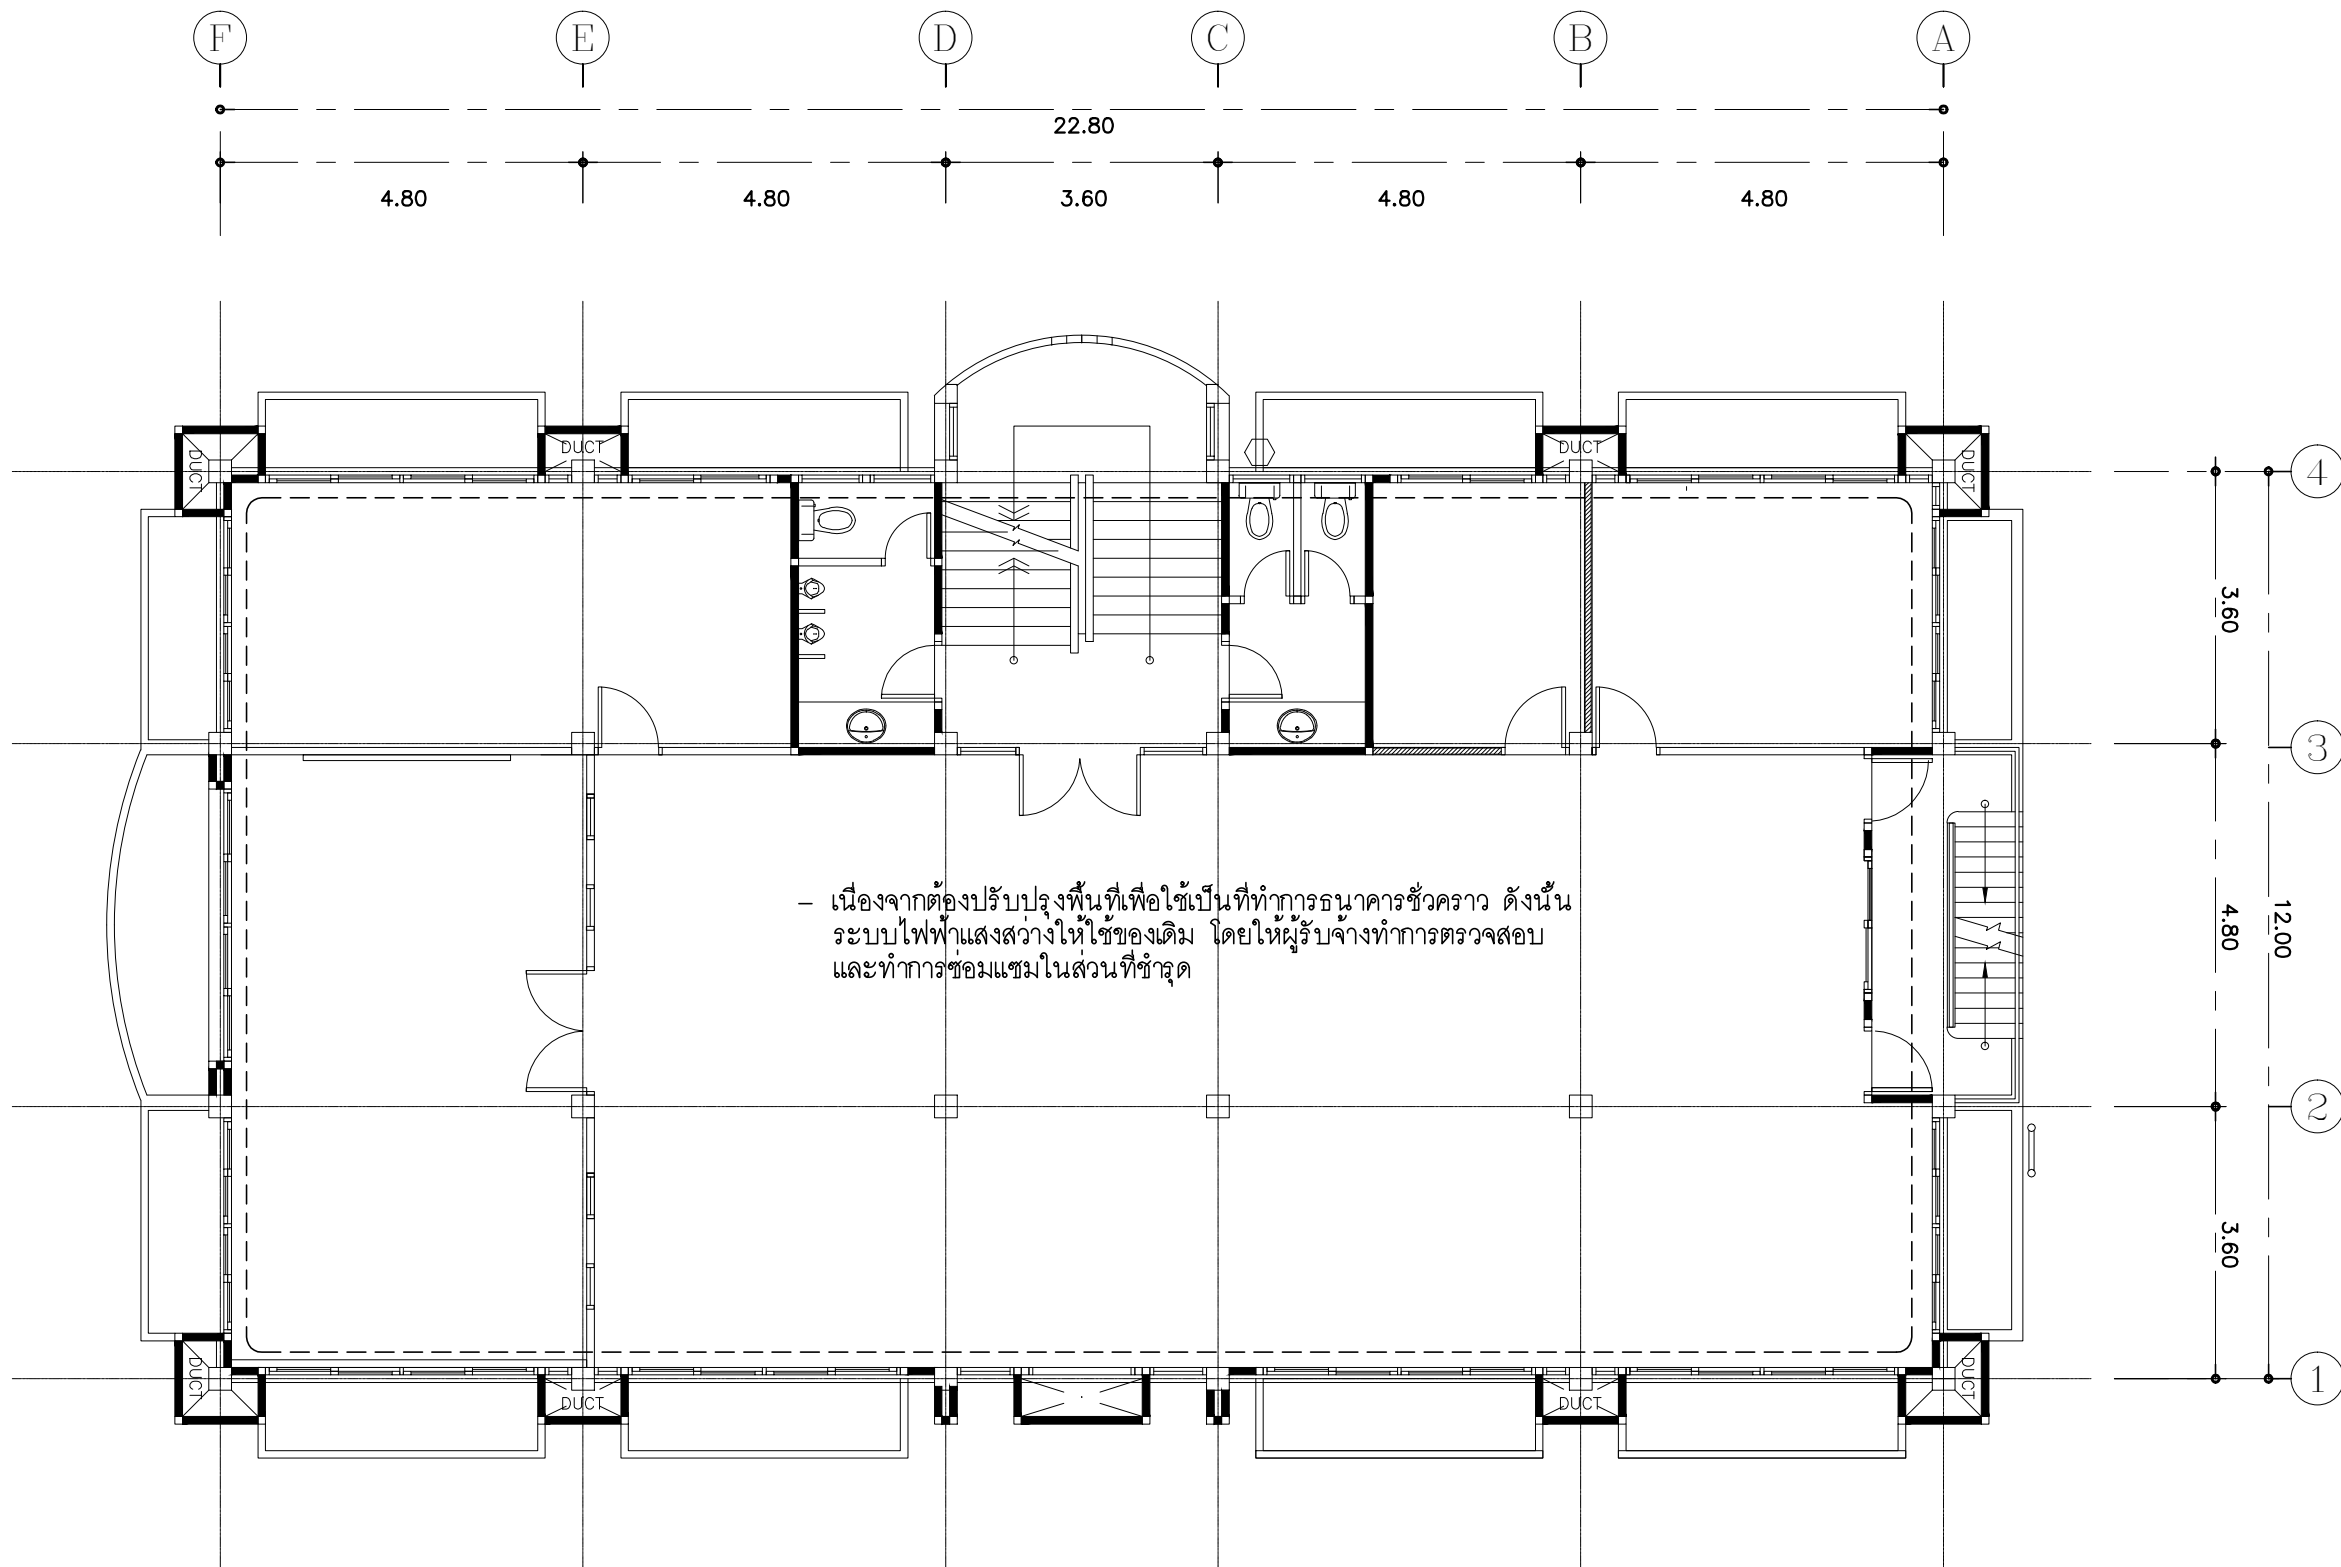 F E D C B A
22.80
4.80 4.80 3.60 4.80 4.80
DUCT DUCT DUCT DUCT
4
3.60
3
- เนื่องจากต้องปรับปรุงพื้นที่เพื่อใช้เป็นที่ทำการธนาคารชั่วคราว ดังนั้น
ระบบไฟฟ้าแสงสว่างให้ใช้ของเดิม โดยให้ผู้รับจ้างทำการตรวจสอบ
และทำการซ่อมแซมในส่วนที่ชำรุด
4.80
12.00
2
3.60
DUCT DUCT DUCT DUCT
1